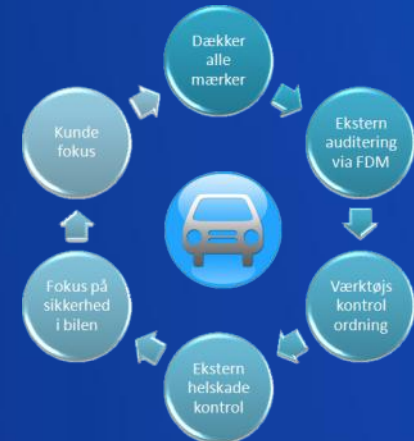 Dækker
alle
mærker
Ekstern
auditering
via FDM
Værktøjs
kontrol
ordning
Ekstern
helskade
kontrol
Fokus på
sikkerhed
i bilen
Kunde
fokus